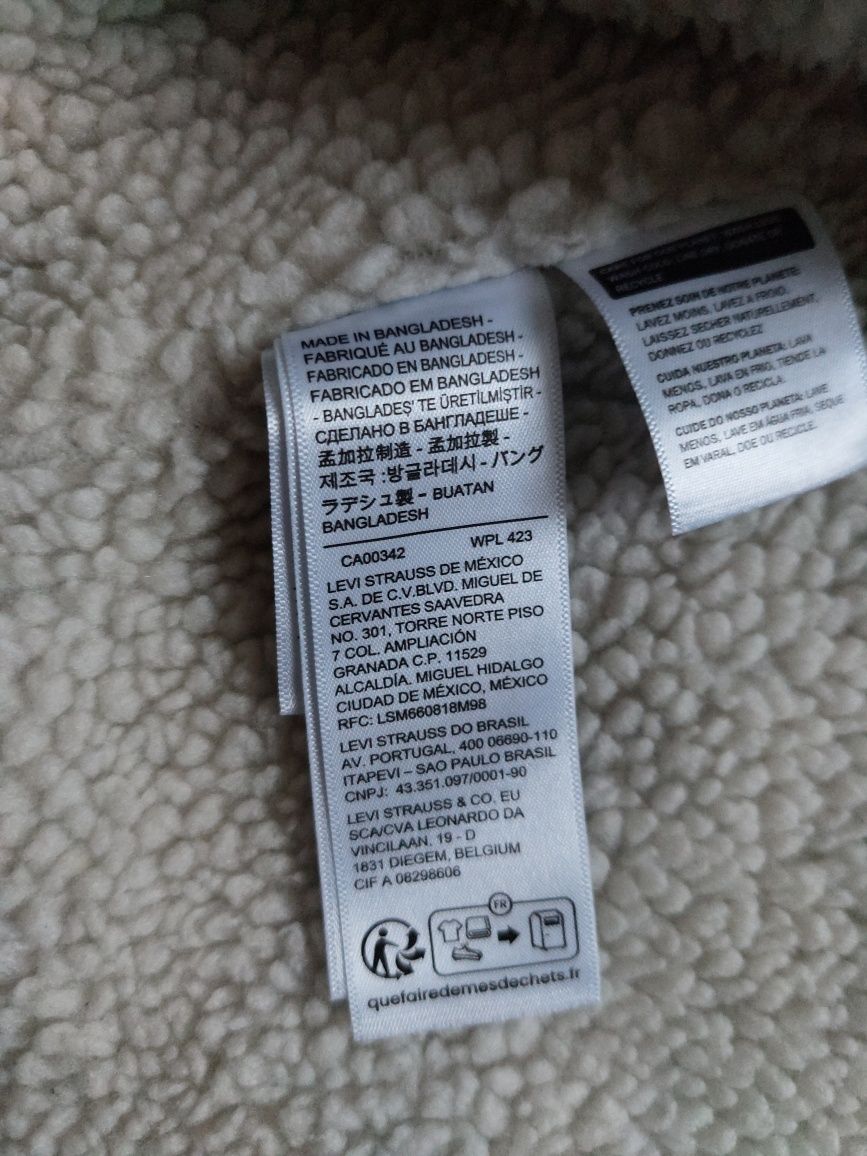 MADE IN BANGLADESH -
FABRIQUÉ AU BANGLADESH -
FABRICADO EN BANGLADESH -
FABRICADO EM BANGLADESH
- BANGLADEŞ' TE ÜRETİLMİŞTİR -
СДЕЛАНО В БАНГЛАДЕШЕ -
孟加拉制造 - 孟加拉製 -
제조국 :방글라데시 - バング
ラデシュ製 - BUATAN
BANGLADESH
CA00342 WPL 423
LEVI STRAUSS DE MÉXICO
S.A. DE C.V.BLVD. MIGUEL DE
CERVANTES SAAVEDRA
NO. 301, TORRE NORTE PISO
7 COL. AMPLIACIÓN
GRANADA C.P. 11529
ALCALDÍA. MIGUEL HIDALGO
CIUDAD DE MÉXICO, MÉXICO
RFC: LSM660818M98
LEVI STRAUSS DO BRASIL
AV. PORTUGAL, 400 06690-110
ITAPEVI – SAO PAULO BRASIL
CNPJ: 43.351.097/0001-90
LEVI STRAUSS & CO. EU
SCA/CVA LEONARDO DA
VINCILAAN, 19 - D
1831 DIEGEM, BELGIUM
CIF A 08298606
FR
quefairedemesdechets.fr
RECYCLE
PRENEZ SOIN DE NOTRE PLANETE:
LAVEZ MOINS, LAVEZ A FROID,
LAISSEZ SECHER NATURELLEMENT,
DONNEZ OU RECYCLEZ
CUIDA NUESTRO PLANETA: LAVA
MENOS, LAVA EN FRIO, TIENDE LA
ROPA, DONA O RECICLA.
CUIDE DO NOSSO PLANETA: LAVE
MENOS, LAVE EM ÁGUA FRIA, SEQUE
EM VARAL, DOE OU RECICLE.